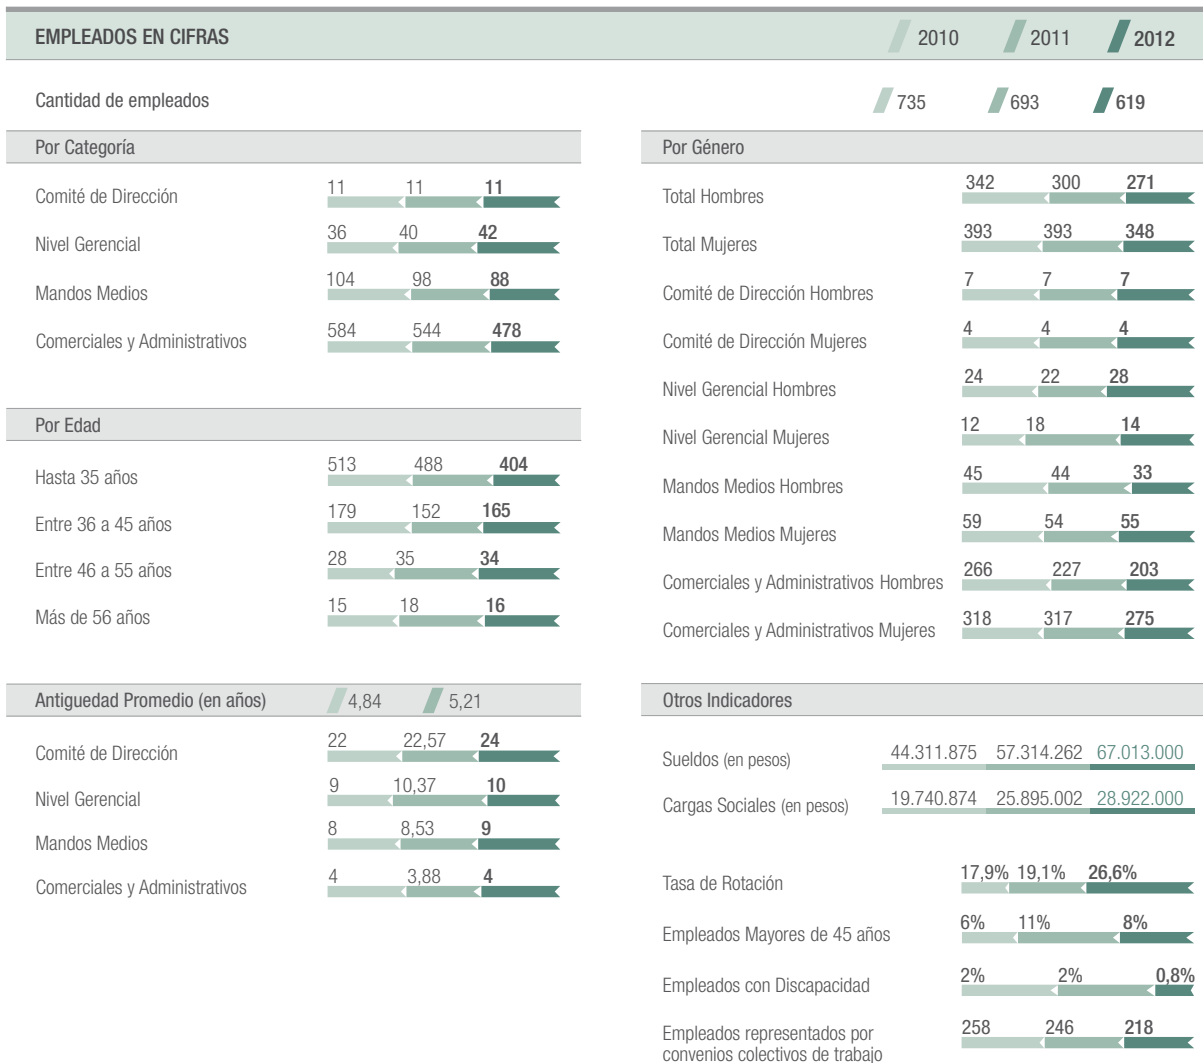 EMPLEADOS EN CIFRAS 2010 2011 2012
Cantidad de empleados 735 693 619
Por Categoría
Comité de Dirección 11 11 11
Nivel Gerencial 36 40 42
Mandos Medios 104 98 88
Comerciales y Administrativos 584 544 478
Por Edad
Hasta 35 años 513 488 404
Entre 36 a 45 años 179 152 165
Entre 46 a 55 años 28 35 34
Más de 56 años 15 18 16
Antiguedad Promedio (en años) 4,84 5,21
Comité de Dirección 22 22,57 24
Nivel Gerencial 9 10,37 10
Mandos Medios 8 8,53 9
Comerciales y Administrativos 4 3,88 4
Por Género
Total Hombres 342 300 271
Total Mujeres 393 393 348
Comité de Dirección Hombres 7 7 7
Comité de Dirección Mujeres 4 4 4
Nivel Gerencial Hombres 24 22 28
Nivel Gerencial Mujeres 12 18 14
Mandos Medios Hombres 45 44 33
Mandos Medios Mujeres 59 54 55
Comerciales y Administrativos Hombres 266 227 203
Comerciales y Administrativos Mujeres 318 317 275
Otros Indicadores
Sueldos (en pesos) 44.311.875 57.314.262 67.013.000
Cargas Sociales (en pesos) 19.740.874 25.895.002 28.922.000
Tasa de Rotación 17,9% 19,1% 26,6%
Empleados Mayores de 45 años 6% 11% 8%
Empleados con Discapacidad 2% 2% 0,8%
Empleados representados por 258 246 218
convenios colectivos de trabajo